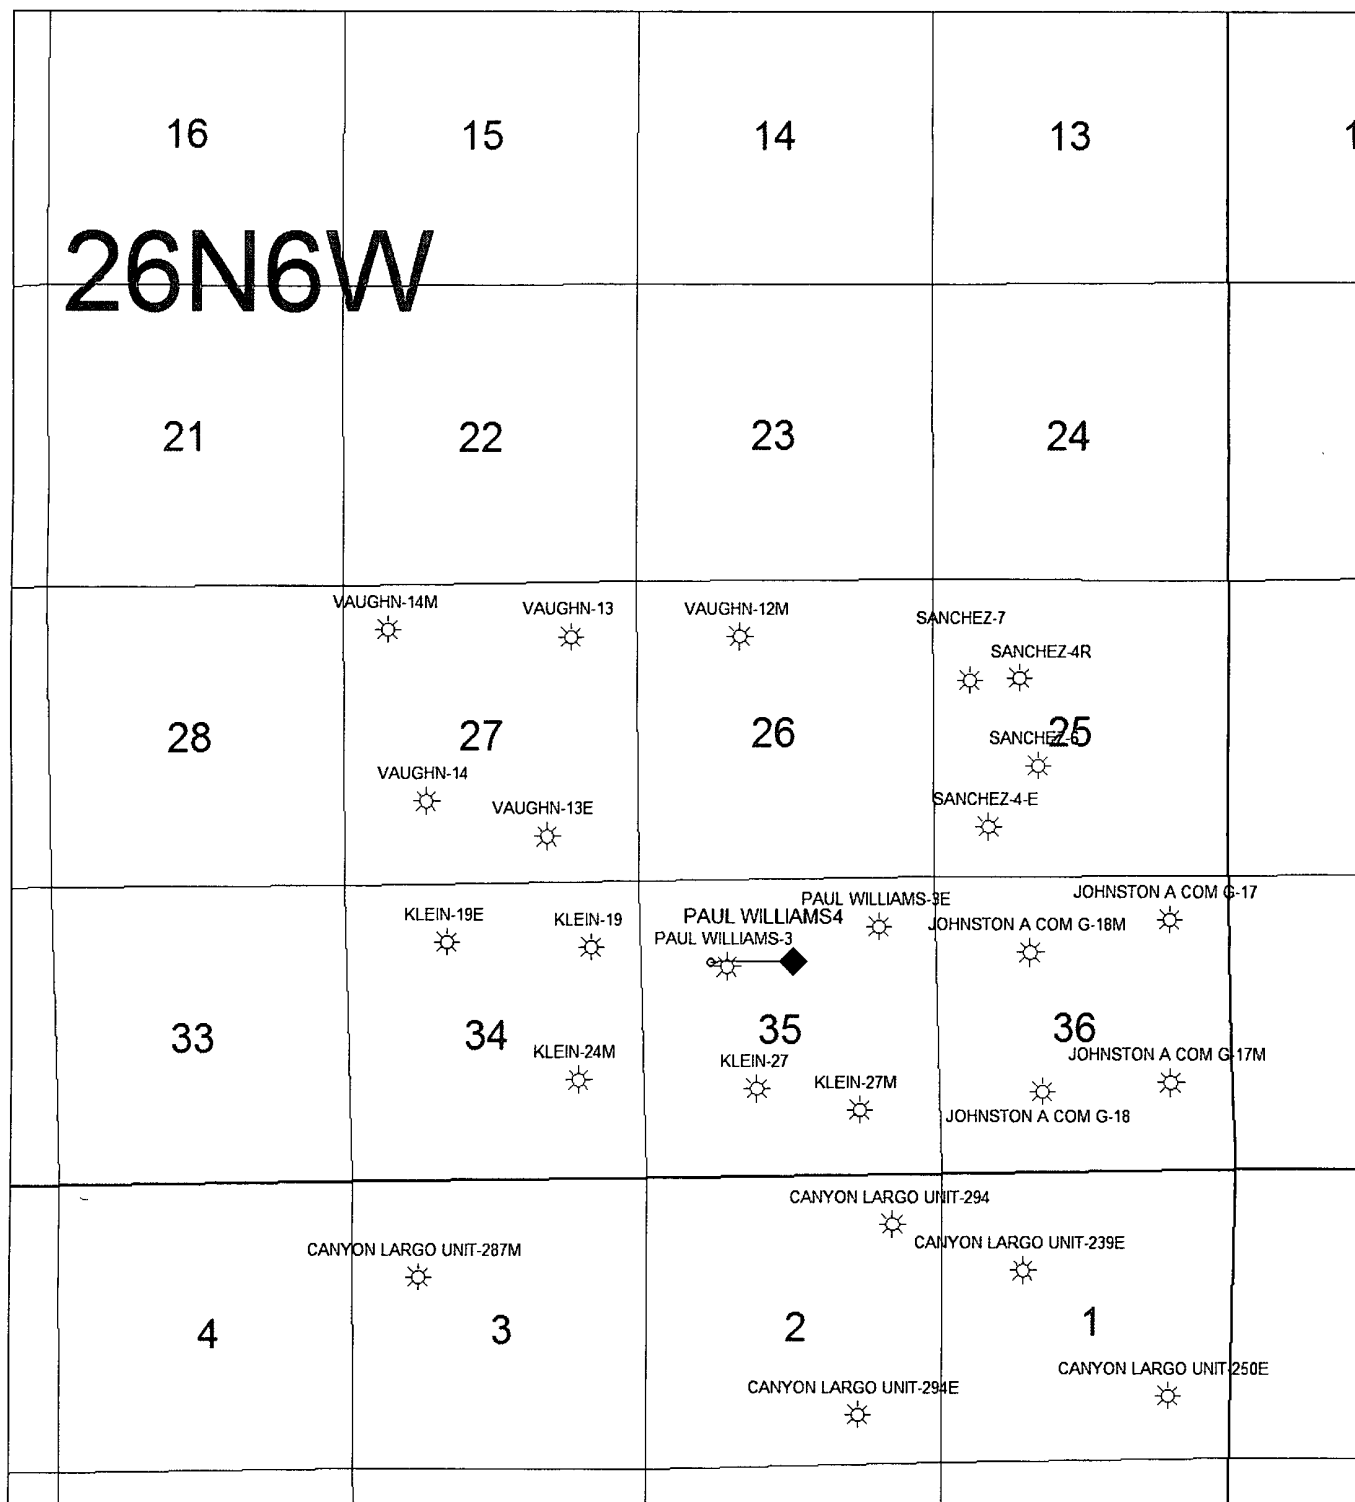 16
15
14
13
1
26N6W
21
22
23
24
VAUGHN-14M
VAUGHN-13
VAUGHN-12M
SANCHEZ-7
SANCHEZ-4R
28
27
26
25
SANCHEZ-6
VAUGHN-14
VAUGHN-13E
SANCHEZ-4-E
KLEIN-19E
KLEIN-19
PAUL WILLIAMS4
PAUL WILLIAMS-3E
JOHNSTON A COM G-17
PAUL WILLIAMS-3
JOHNSTON A COM G-18M
33
34
35
36
KLEIN-24M
KLEIN-27
KLEIN-27M
JOHNSTON A COM G-17M
JOHNSTON A COM G-18
CANYON LARGO UNIT-294
CANYON LARGO UNIT-287M
CANYON LARGO UNIT-239E
4
3
2
1
CANYON LARGO UNIT-294E
CANYON LARGO UNIT-250E